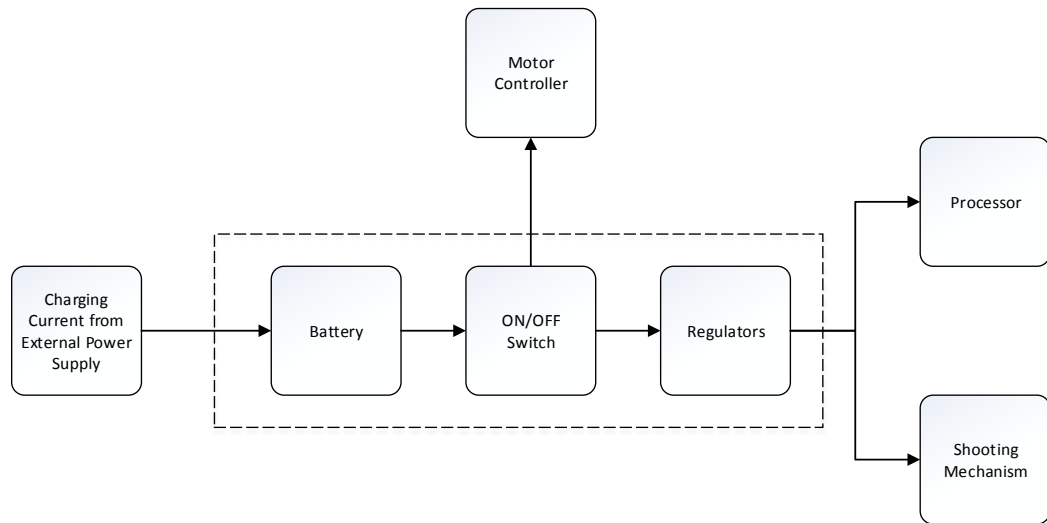 Motor
Controller
Processor
Charging
Current from
External Power
Supply
Battery
ON/OFF
Switch
Regulators
Shooting
Mechanism